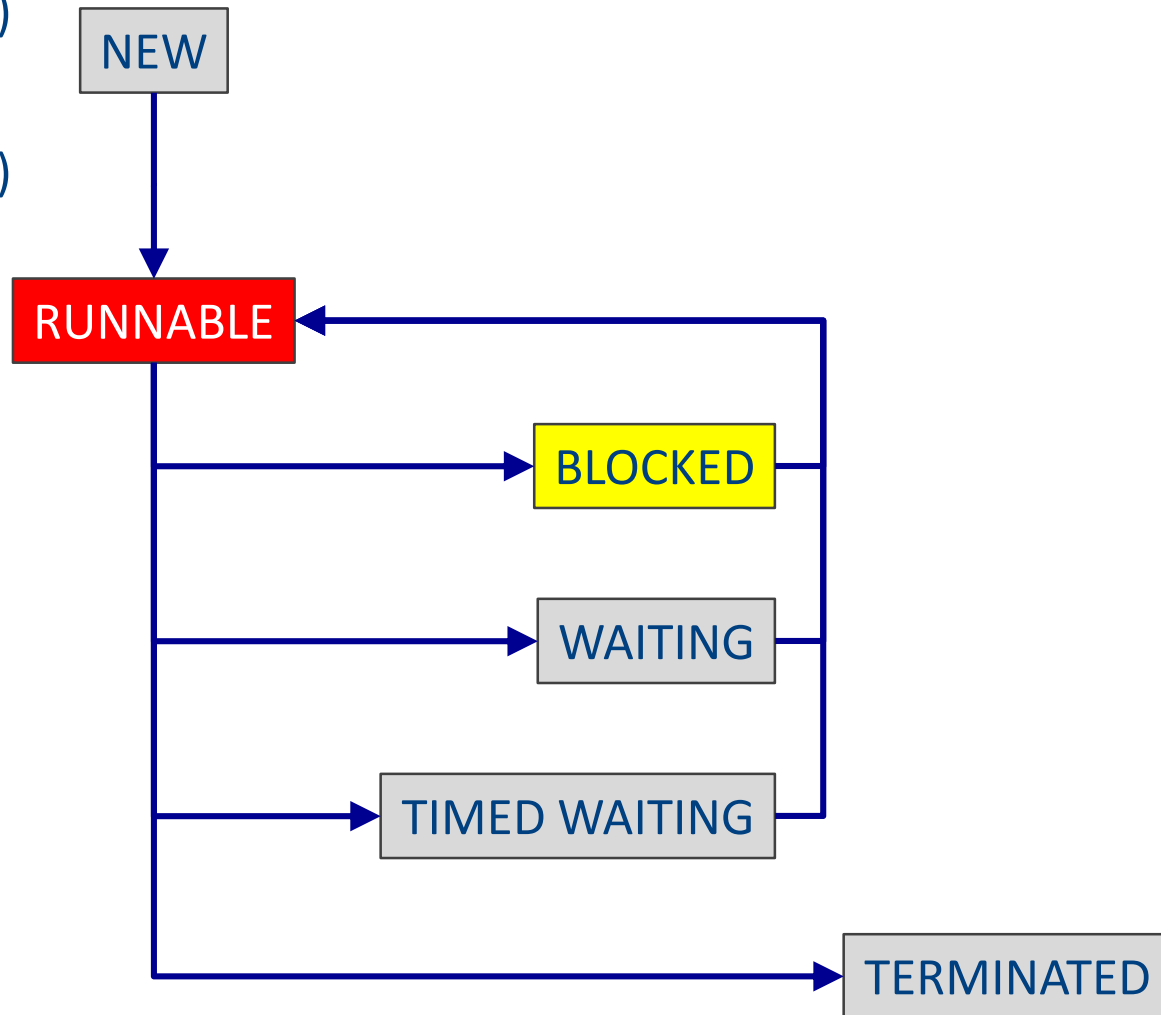 )
NEW
)
RUNNABLE
BLOCKED
WAITING
TIMED WAITING
TERMINATED